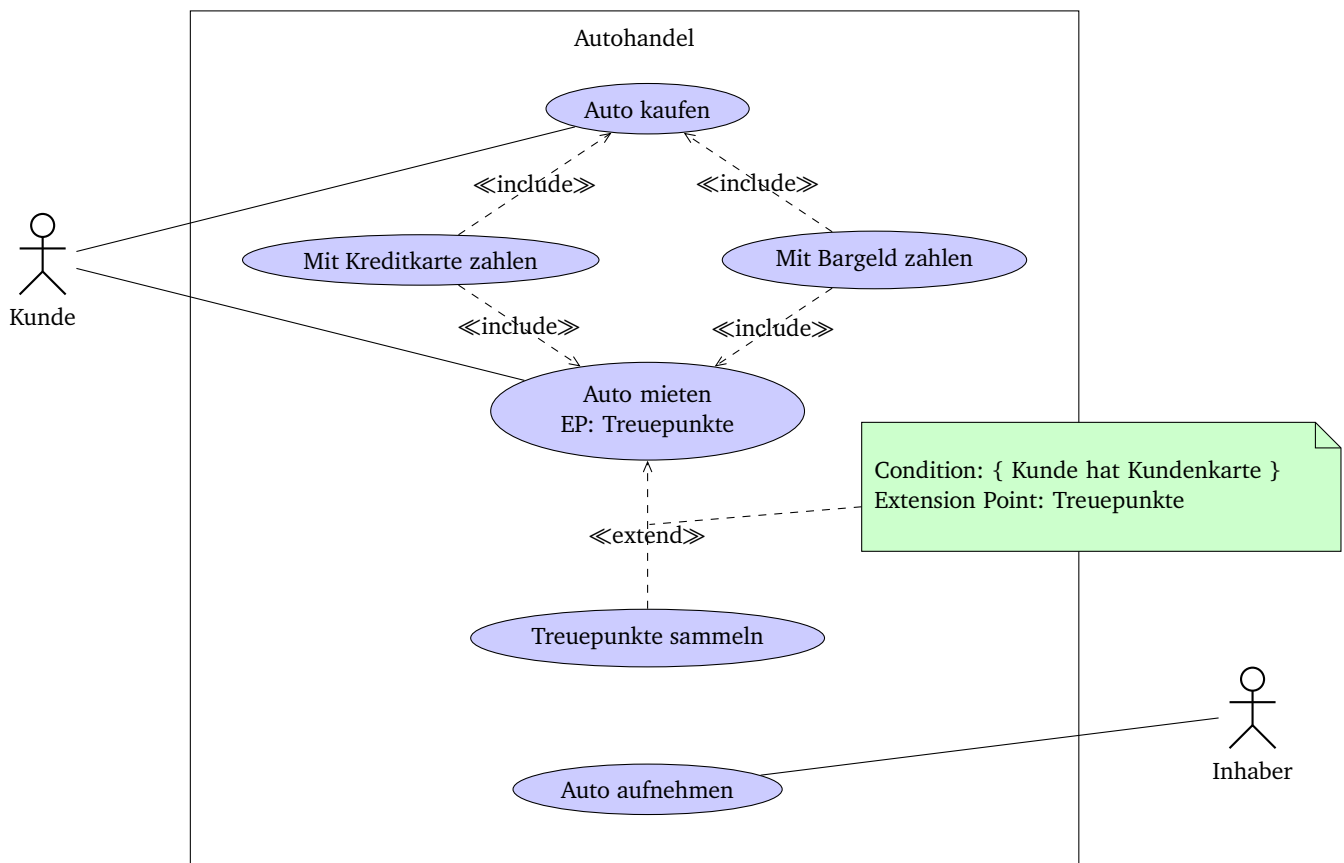 Autohandel
Auto kaufen
≪include≫
≪include≫
Mit Kreditkarte zahlen
Mit Bargeld zahlen
Kunde
≪include≫
≪include≫
Auto mieten
EP: Treuepunkte
Condition: { Kunde hat Kundenkarte }
Extension Point: Treuepunkte
≪extend≫
Treuepunkte sammeln
Inhaber
Auto aufnehmen